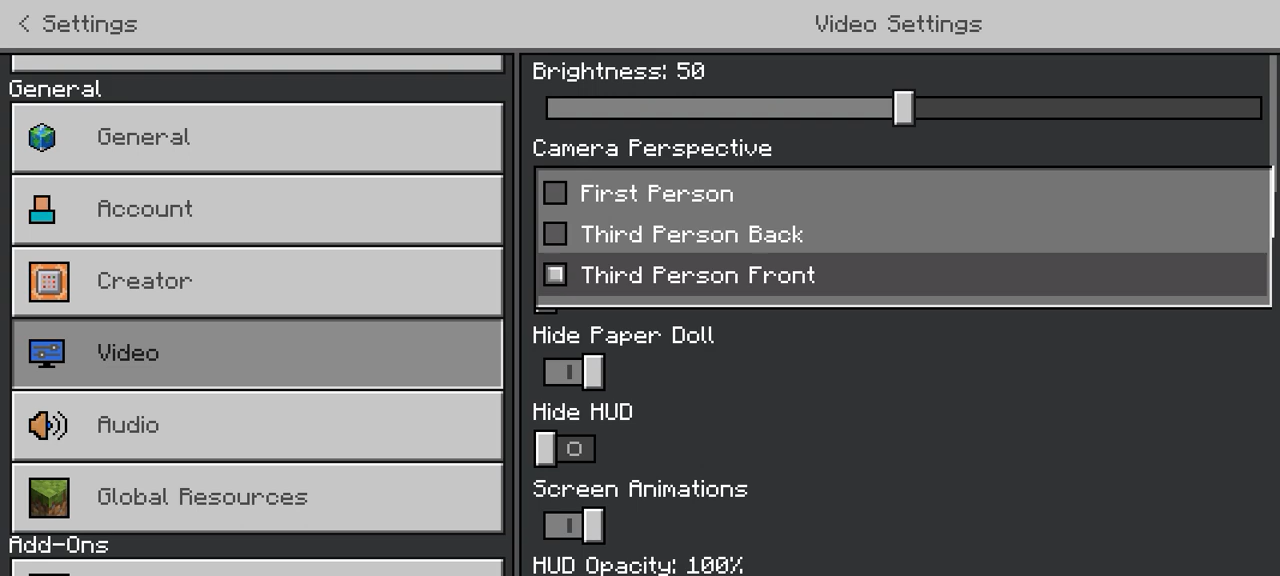 Settings
Video Settings
General
General
Account
Creator
Video
Audio
Global Resources
Add-Ons
Brightness: 50
Camera Perspective
First Person
Third Person Back
Third Person Front
Hide Paper Doll
Hide HUD
Screen Animations
HUD Opacity: 100%